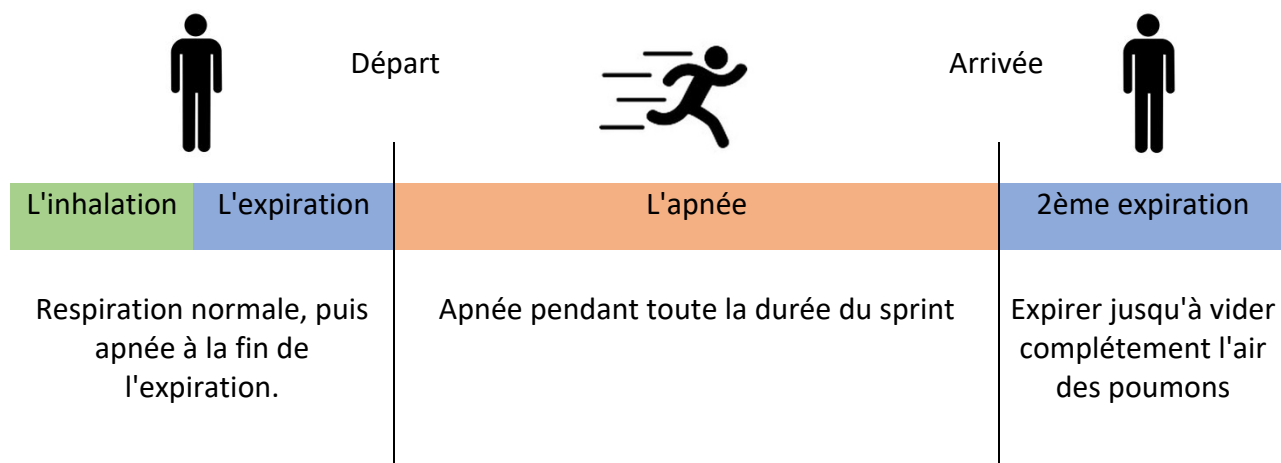 Départ
Arrivée
L'inhalation
L'expiration
L'apnée
2ème expiration
Respiration normale, puis
apnée à la fin de
l'expiration.
Apnée pendant toute la durée du sprint
Expirer jusqu'à vider
complétement l'air
des poumons